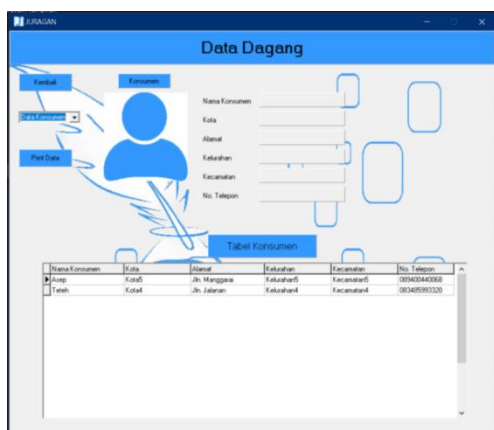 JURAGAN
Data Dagang
Kembali
Konsumen
Data Konsumen
Print Data
Nama Konsumen
Kota
Alamat
Kelurahan
Kecamatan
No. Telepon
Tabel Konsumen
Nama Konsumen Kota Alamat Kelurahan Kecamatan No. Telepon
Asep Kota5 Jln. Manggarai Kelurahan5 Kecamatan5 089400440068
Teteh Kota4 Jln. Jalanan Kelurahan4 Kecamatan4 083485993320